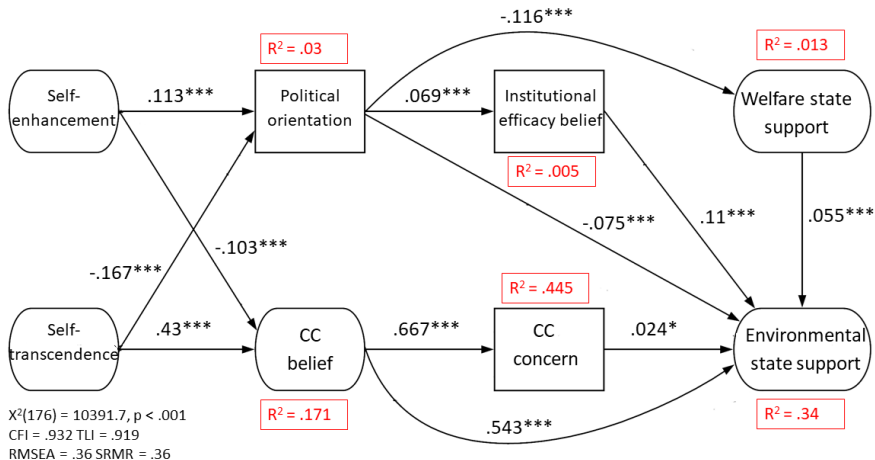 -.116***
R² = .03
R² = .013
Self-
enhancement
.113***
Political
orientation
.069***
Institutional
efficacy belief
Welfare state
support
R² = .005
-.075***
.11***
.055***
-.103***
-.167***
R² = .445
Self-
transcendence
.43***
CC
belief
.667***
CC
concern
.024*
Environmental
state support
R² = .171
.543***
R² = .34
X²(176) = 10391.7, p < .001
CFI = .932 TLI = .919
RMSEA = .36 SRMR = .36